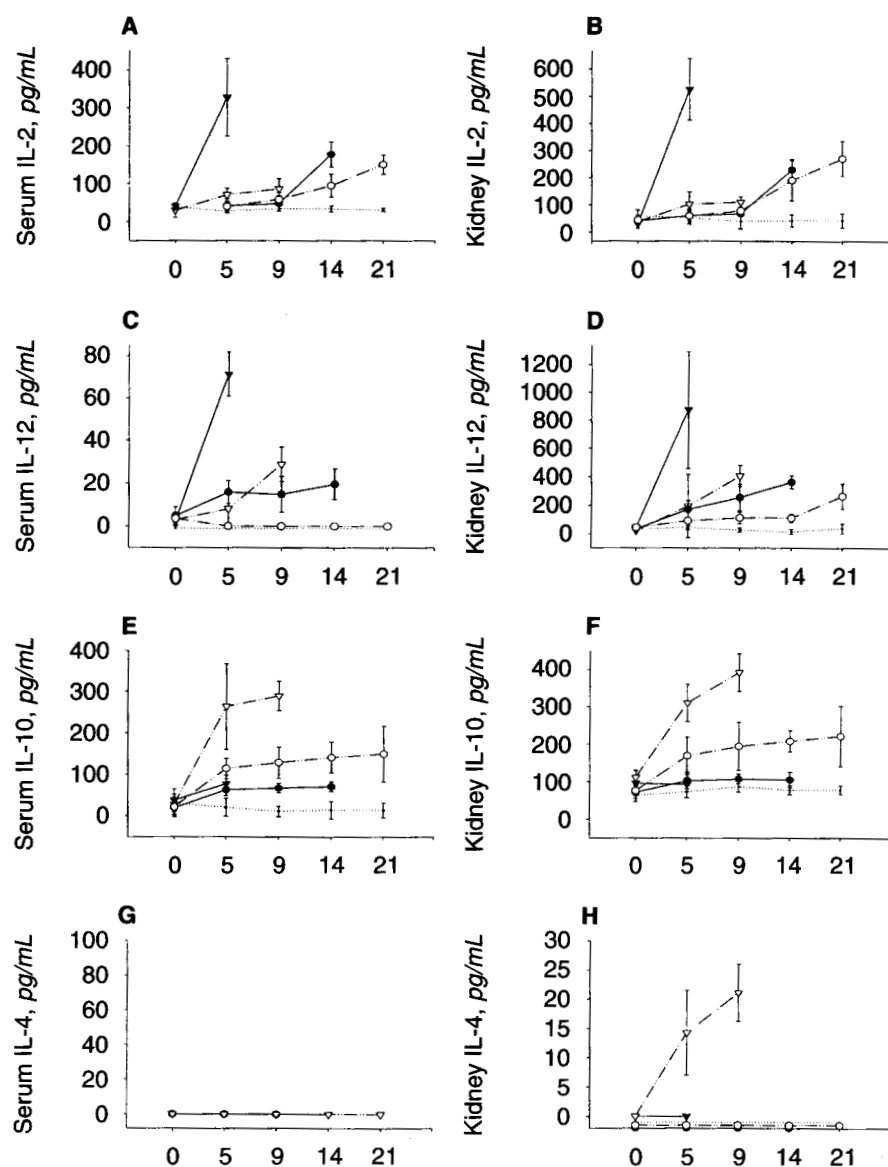 A
Serum IL-2, pg/mL
400
300
200
100
0
0 5 9 14 21
B
Kidney IL-2, pg/mL
600
500
400
300
200
100
0
0 5 9 14 21
C
Serum IL-12, pg/mL
80
60
40
20
0
0 5 9 14 21
D
Kidney IL-12, pg/mL
1200
1000
800
600
400
200
0
0 5 9 14 21
E
Serum IL-10, pg/mL
400
300
200
100
0
0 5 9 14 21
F
Kidney IL-10, pg/mL
400
300
200
100
0
0 5 9 14 21
G
Serum IL-4, pg/mL
100
80
60
40
20
0
0 5 9 14 21
H
Kidney IL-4, pg/mL
30
25
20
15
10
5
0
0 5 9 14 21